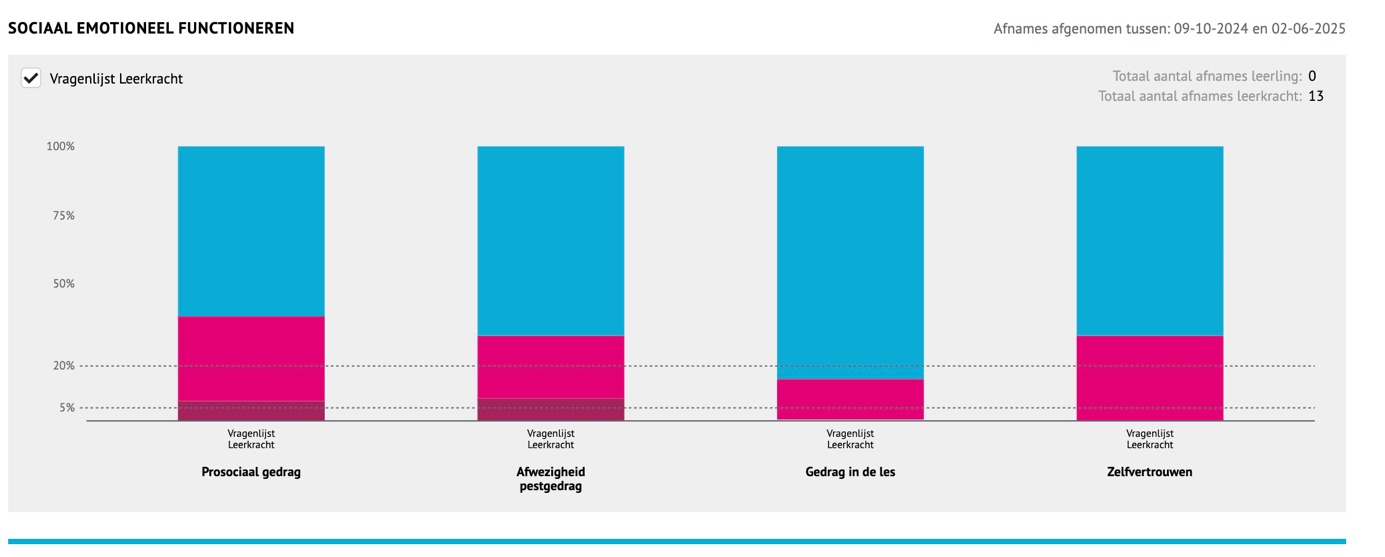 SOCIAAL EMOTIONEEL FUNCTIONEREN
Afnames afgenomen tussen: 09-10-2024 en 02-06-2025
Vragenlijst Leerkracht
Totaal aantal afnames leerling: 0
Totaal aantal afnames leerkracht: 13
100%
75%
50%
20%
5%
Vragenlijst
Leerkracht
Prosociaal gedrag
Vragenlijst
Leerkracht
Afwezigheid
pestgedrag
Vragenlijst
Leerkracht
Gedrag in de les
Vragenlijst
Leerkracht
Zelfvertrouwen